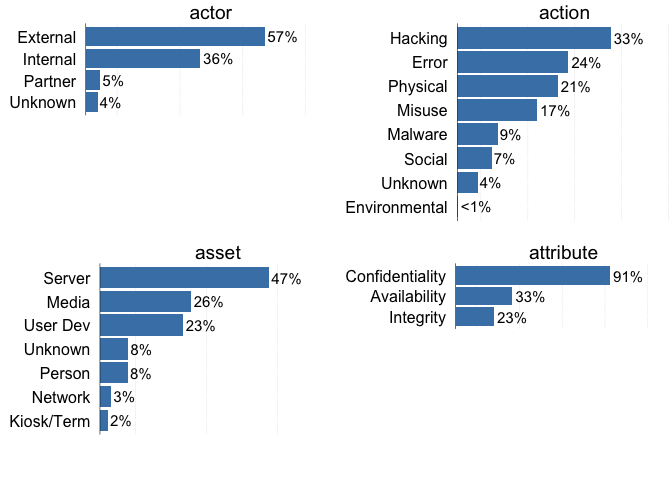 actor
External 57%
Internal 36%
Partner 5%
Unknown 4%
action
Hacking 33%
Error 24%
Physical 21%
Misuse 17%
Malware 9%
Social 7%
Unknown 4%
Environmental <1%
asset
Server 47%
Media 26%
User Dev 23%
Unknown 8%
Person 8%
Network 3%
Kiosk/Term 2%
attribute
Confidentiality 91%
Availability 33%
Integrity 23%